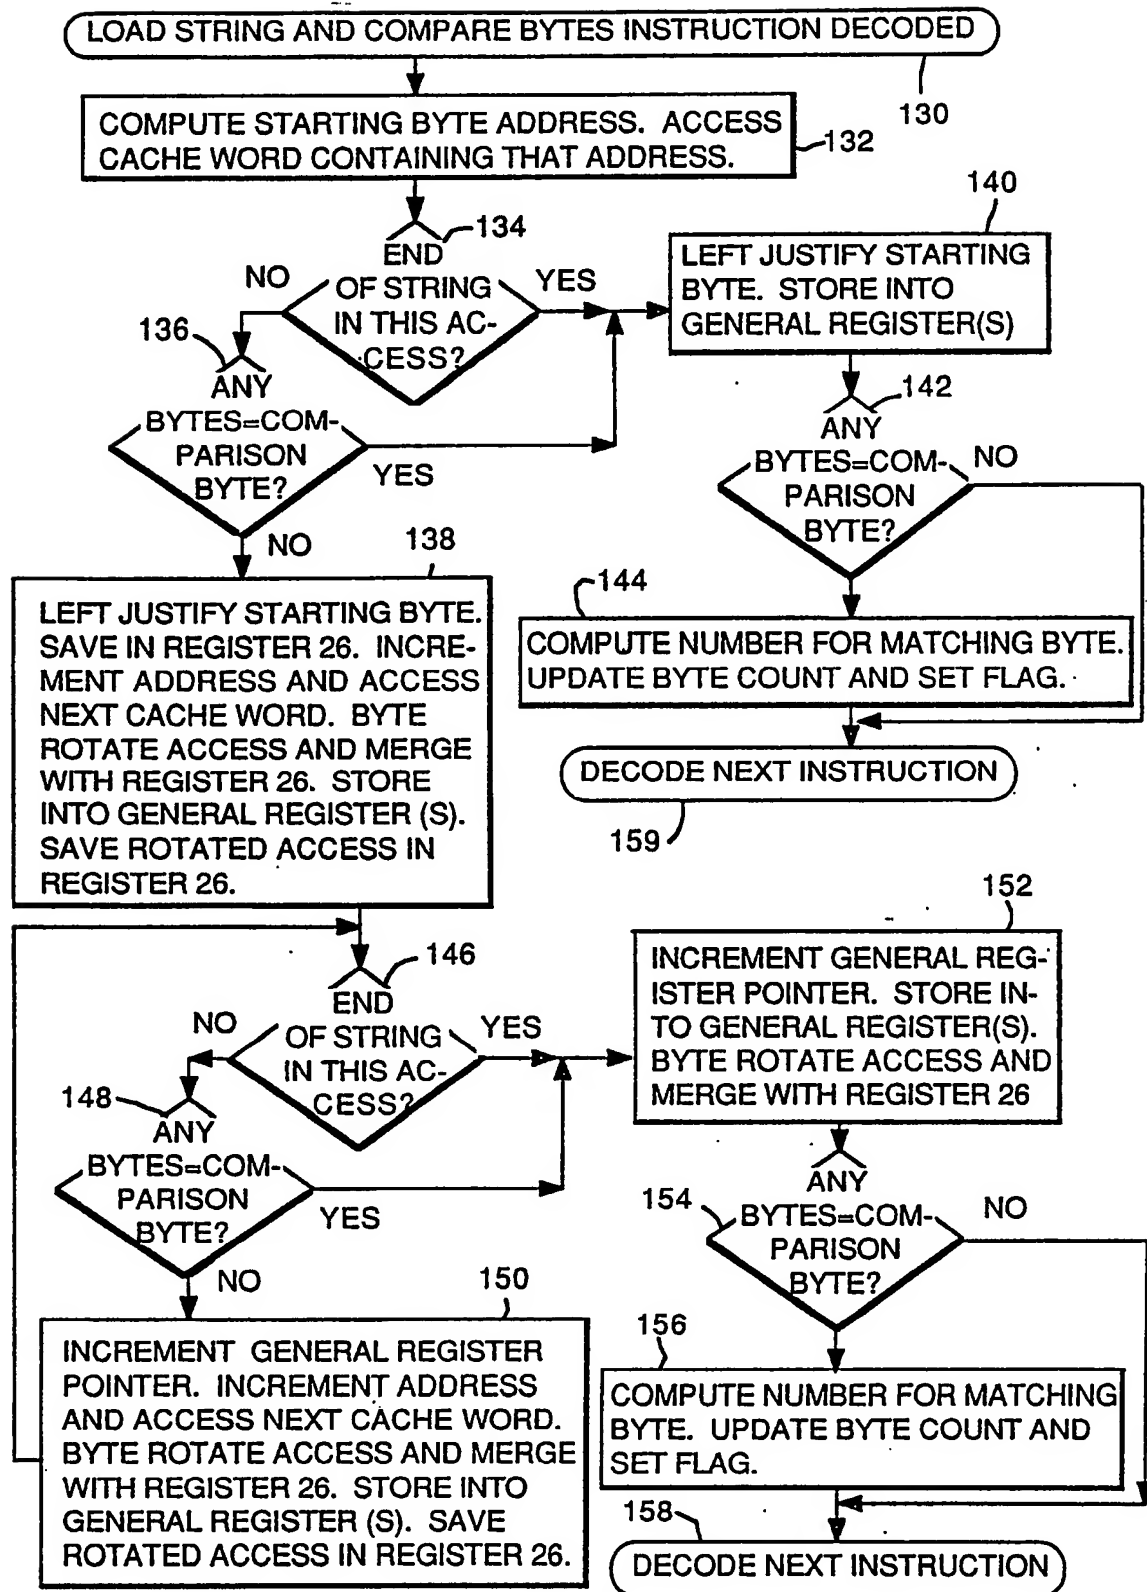 LOAD STRING AND COMPARE BYTES INSTRUCTION DECODED
130
COMPUTE STARTING BYTE ADDRESS. ACCESS
CACHE WORD CONTAINING THAT ADDRESS.
132
134
END
OF STRING
IN THIS AC-
CESS?
NO
YES
136
ANY
BYTES=COM-
PARISON
BYTE?
YES
NO
140
LEFT JUSTIFY STARTING
BYTE. STORE INTO
GENERAL REGISTER(S)
142
ANY
BYTES=COM-
PARISON
BYTE?
NO
144
COMPUTE NUMBER FOR MATCHING BYTE.
UPDATE BYTE COUNT AND SET FLAG.
DECODE NEXT INSTRUCTION
159
138
LEFT JUSTIFY STARTING BYTE.
SAVE IN REGISTER 26. INCRE-
MENT ADDRESS AND ACCESS
NEXT CACHE WORD. BYTE
ROTATE ACCESS AND MERGE
WITH REGISTER 26. STORE
INTO GENERAL REGISTER (S).
SAVE ROTATED ACCESS IN
REGISTER 26.
146
END
OF STRING
IN THIS AC-
CESS?
NO
YES
148
ANY
BYTES=COM-
PARISON
BYTE?
YES
NO
150
INCREMENT GENERAL REGISTER
POINTER. INCREMENT ADDRESS
AND ACCESS NEXT CACHE WORD.
BYTE ROTATE ACCESS AND MERGE
WITH REGISTER 26. STORE INTO
GENERAL REGISTER (S). SAVE
ROTATED ACCESS IN REGISTER 26.
152
INCREMENT GENERAL REG-
ISTER POINTER. STORE IN-
TO GENERAL REGISTER(S).
BYTE ROTATE ACCESS AND
MERGE WITH REGISTER 26
154
ANY
BYTES=COM-
PARISON
BYTE?
NO
156
COMPUTE NUMBER FOR MATCHING
BYTE. UPDATE BYTE COUNT AND
SET FLAG.
158
DECODE NEXT INSTRUCTION